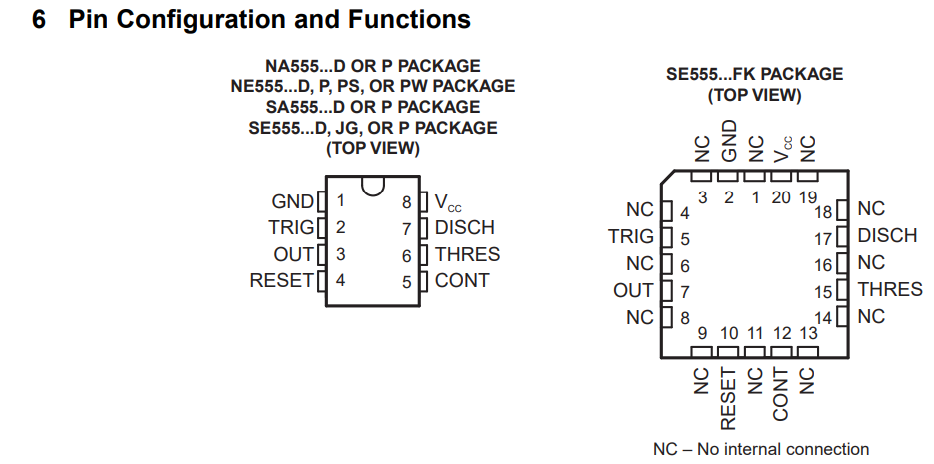 6 Pin Configuration and Functions
NA555...D OR P PACKAGE
NE555...D, P, PS, OR PW PACKAGE
SA555...D OR P PACKAGE
SE555...D, JG, OR P PACKAGE
(TOP VIEW)
GND 1 8 VCC
TRIG 2 7 DISCH
OUT 3 6 THRES
RESET 4 5 CONT
SE555...FK PACKAGE
(TOP VIEW)
NC GND NC VCC NC
3 2 1 20 19
NC 4 18 NC
TRIG 5 17 DISCH
NC 6 16 NC
OUT 7 15 THRES
NC 8 14 NC
9 10 11 12 13
NC RESET NC CONT NC
NC – No internal connection